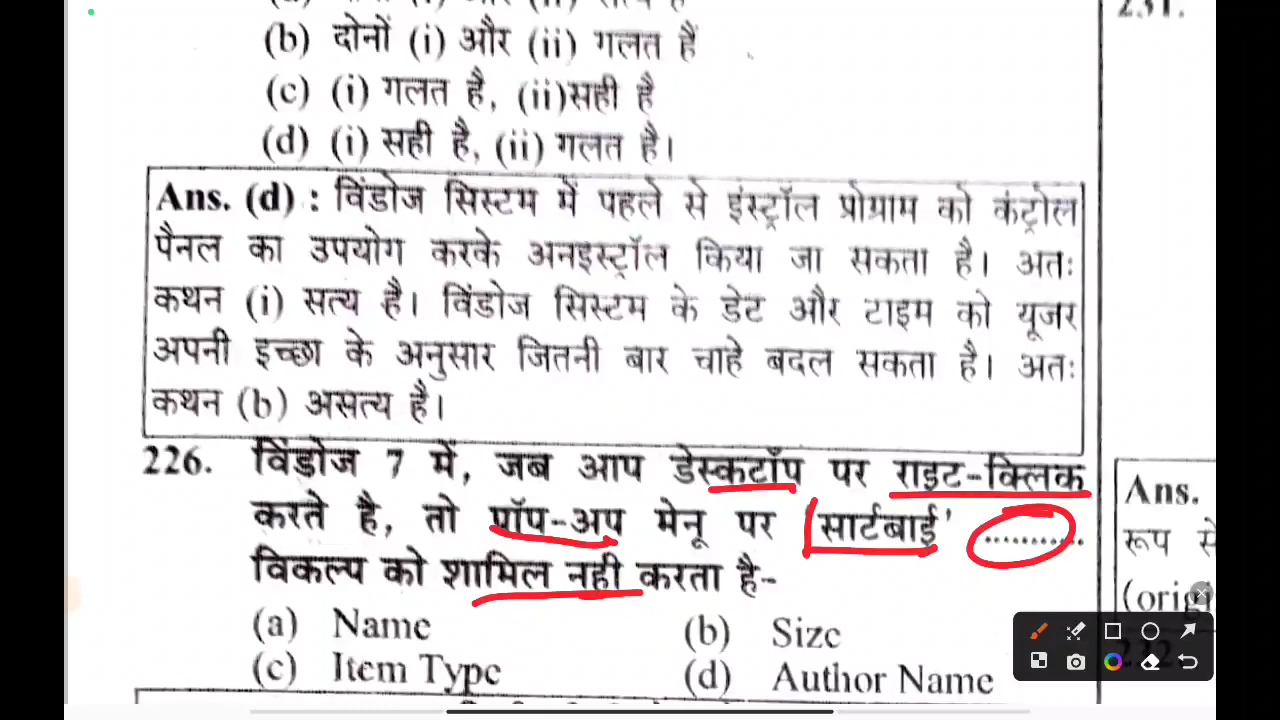 (b) दोनों (i) और (ii) गलत हैं
(c) (i) गलत है, (ii)सही है
(d) (i) सही है, (ii) गलत है।
Ans. (d) : विंडोज सिस्टम में पहले से इंस्ट्रॉल प्रोग्राम को कंट्रोल
पैनल का उपयोग करके अनइस्ट्रॉल किया जा सकता है। अतः
कथन (i) सत्य है। विंडोज सिस्टम के डेट और टाइम को यूजर
अपनी इच्छा के अनुसार जितनी बार चाहे बदल सकता है। अतः
कथन (b) असत्य है।
226. विंडोज 7 में, जब आप डेस्कटॉप पर राइट-क्लिक
करते है, तो पॉप-अप मेनू पर 'सार्टबाई' ...........
विकल्प को शामिल नही करता है-
(a) Name (b) Size
(c) Item Type (d) Author Name
231.
Ans.
रूप से
(origi